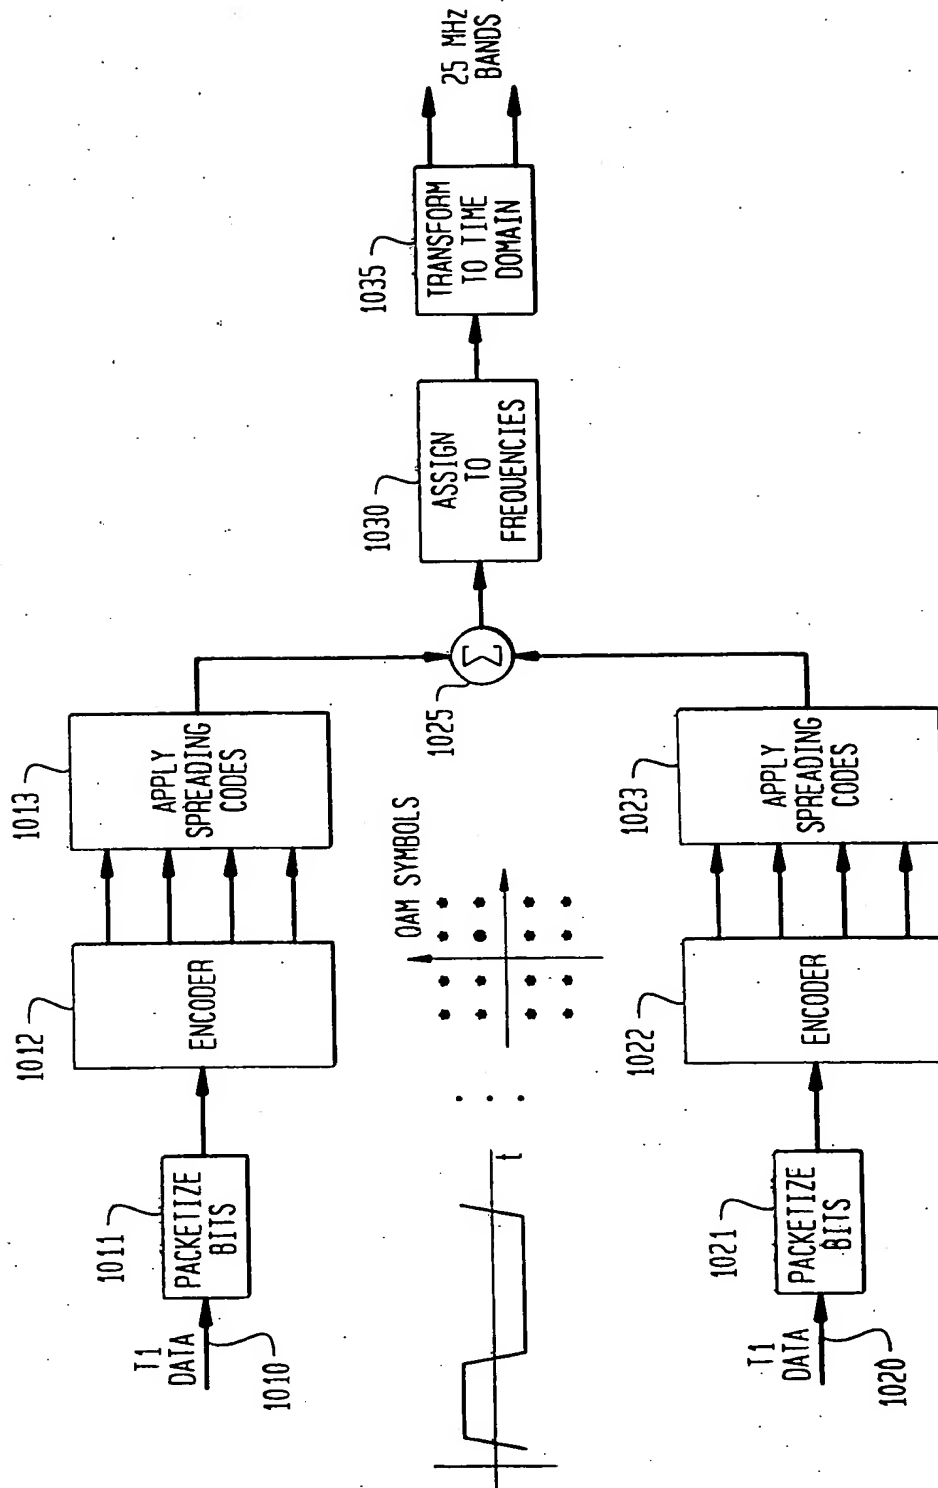 T1
DATA
1010
1011
PACKETIZE
BITS
1012
ENCODER
1013
APPLY
SPREADING
CODES
t
QAM SYMBOLS
1025
Σ
1030
ASSIGN
TO
FREQUENCIES
1035
TRANSFORM
TO TIME
DOMAIN
25 MHz
BANDS
T1
DATA
1020
1021
PACKETIZE
BITS
1022
ENCODER
1023
APPLY
SPREADING
CODES